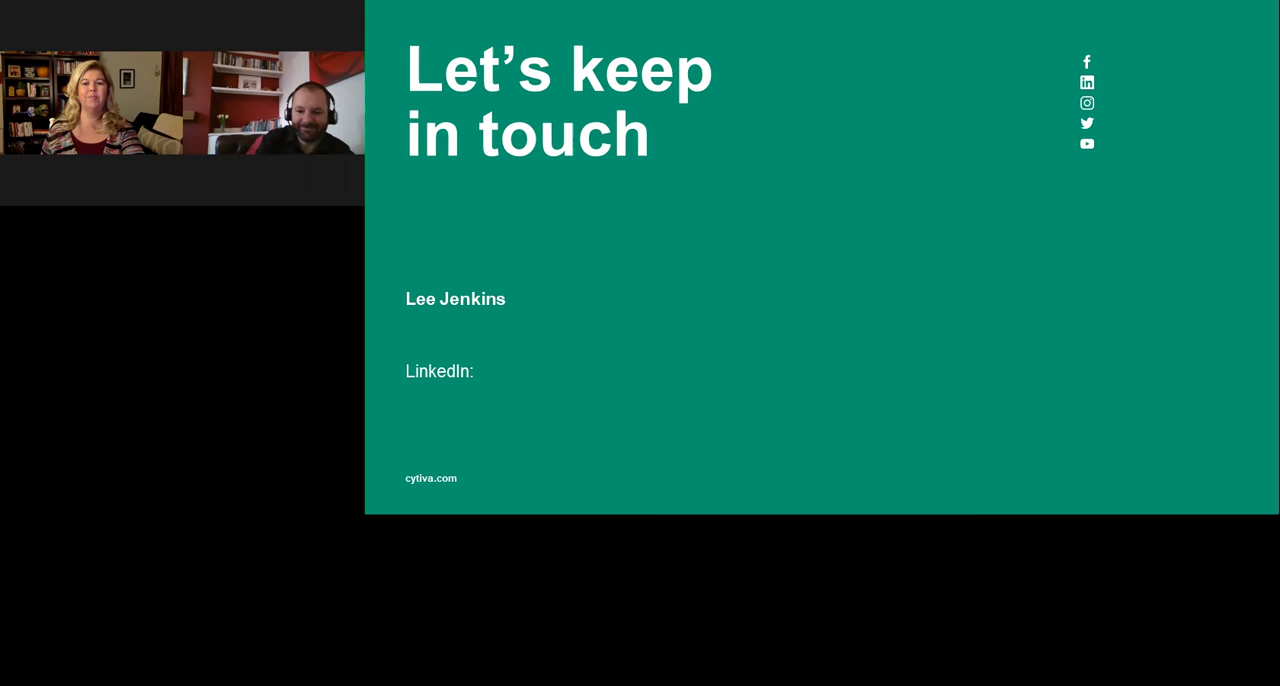 Let’s keep
in touch
Lee Jenkins
LinkedIn:
cytiva.com